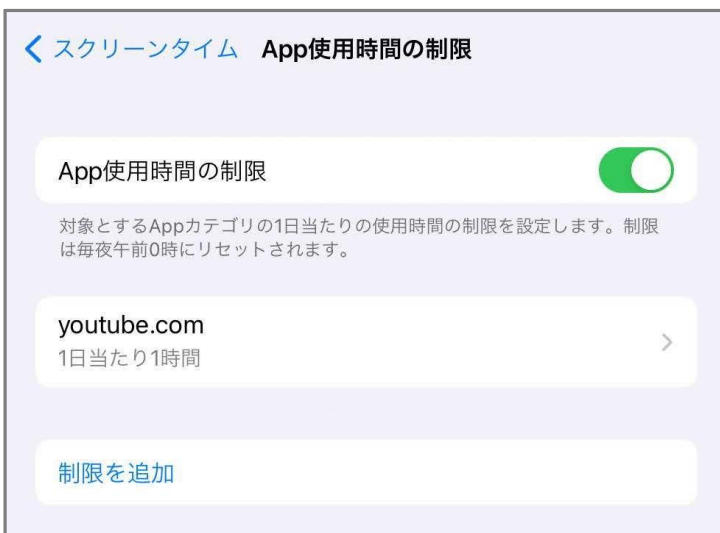 スクリーンタイム App使用時間の制限
App使用時間の制限
対象とするAppカテゴリの1日当たりの使用時間の制限を設定します。制限
は毎夜午前0時にリセットされます。
youtube.com
1日当たり1時間
制限を追加